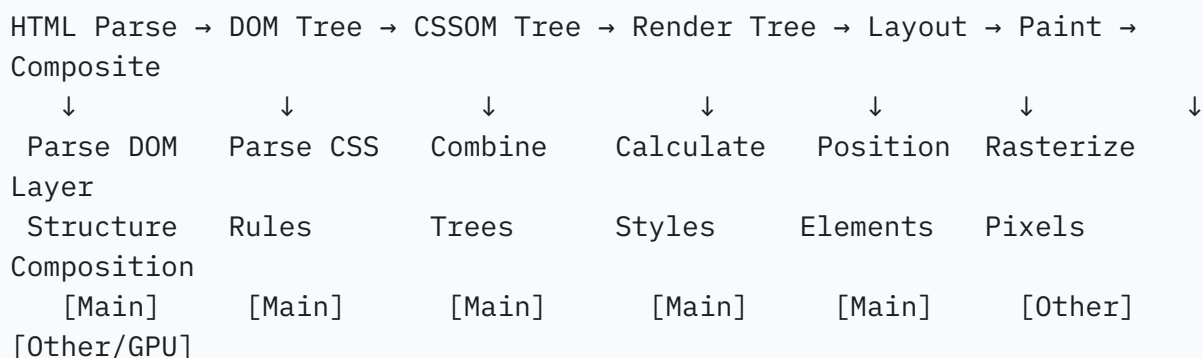 HTML Parse → DOM Tree → CSSOM Tree → Render Tree → Layout → Paint →
Composite
↓ ↓ ↓ ↓ ↓ ↓ ↓
Parse DOM Parse CSS Combine Calculate Position Rasterize
Layer
Structure Rules Trees Styles Elements Pixels
Composition
[Main] [Main] [Main] [Main] [Main] [Other]
[Other/GPU]